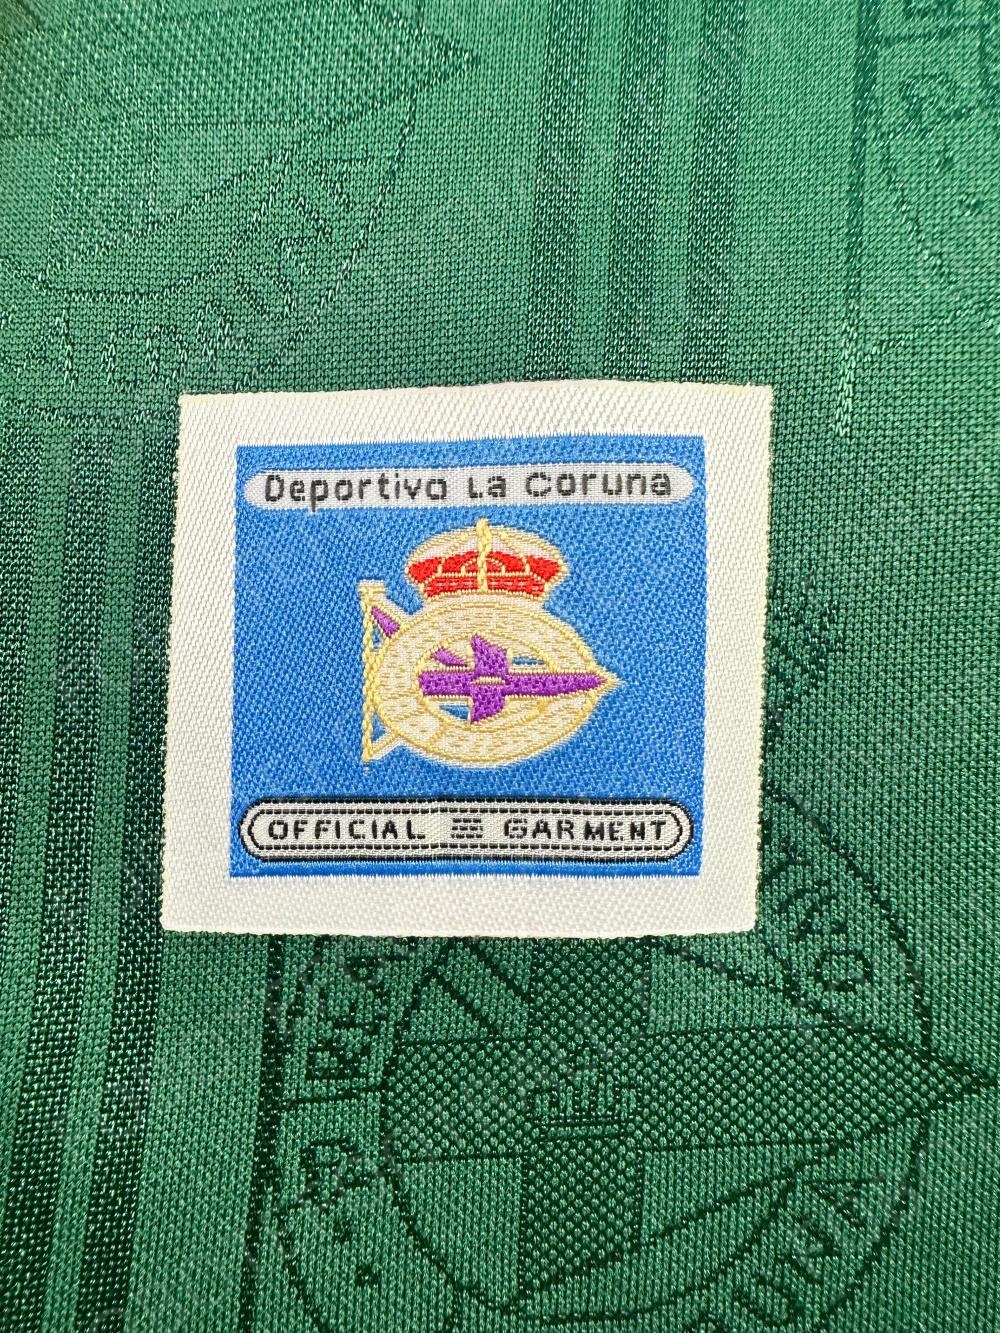 Deportivo La Coruna
OFFICIAL GARMENT